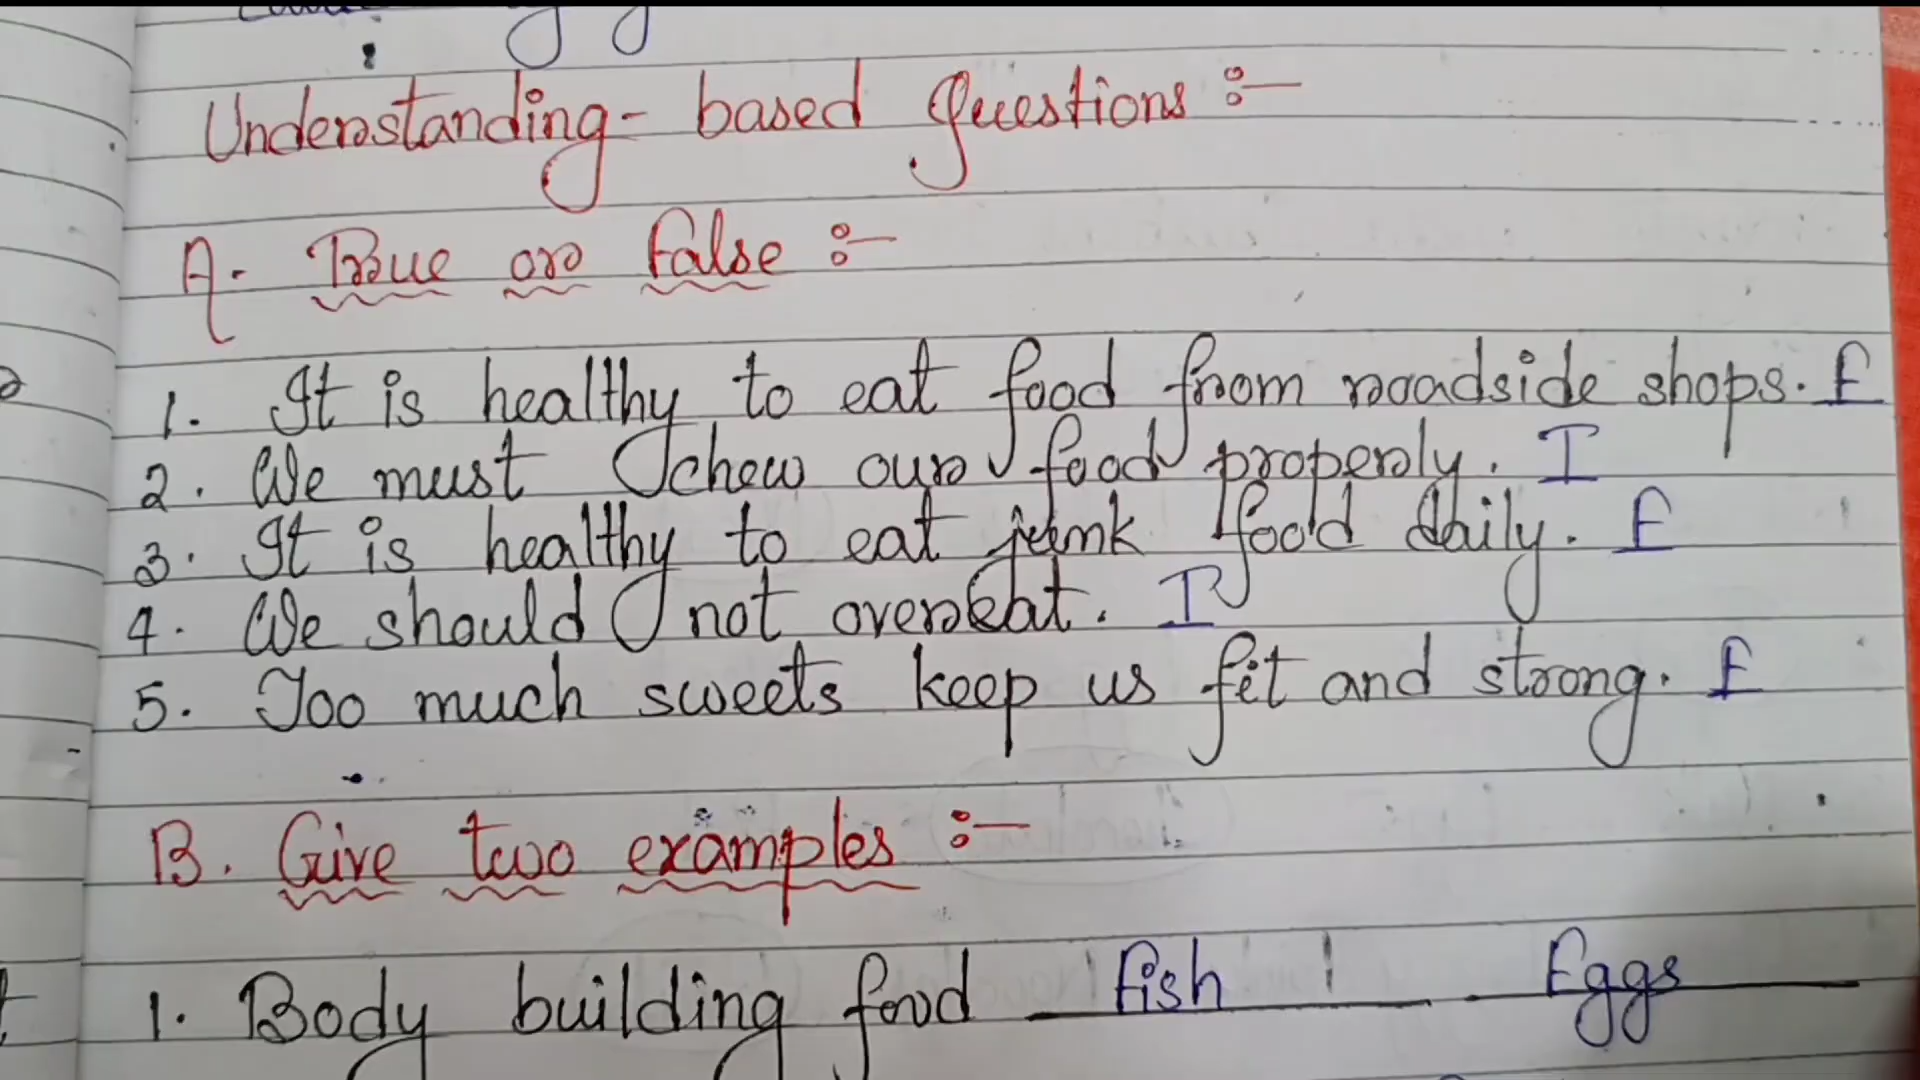 Understanding-based Questions :-
A. True or False :-
1. It is healthy to eat food from roadside shops. F
2. We must chew our food properly. T
3. It is healthy to eat junk food daily. F
4. We should not overeat. T
5. Too much sweets keep us fit and strong. F
B. Give two examples :-
1. Body building food Fish Eggs